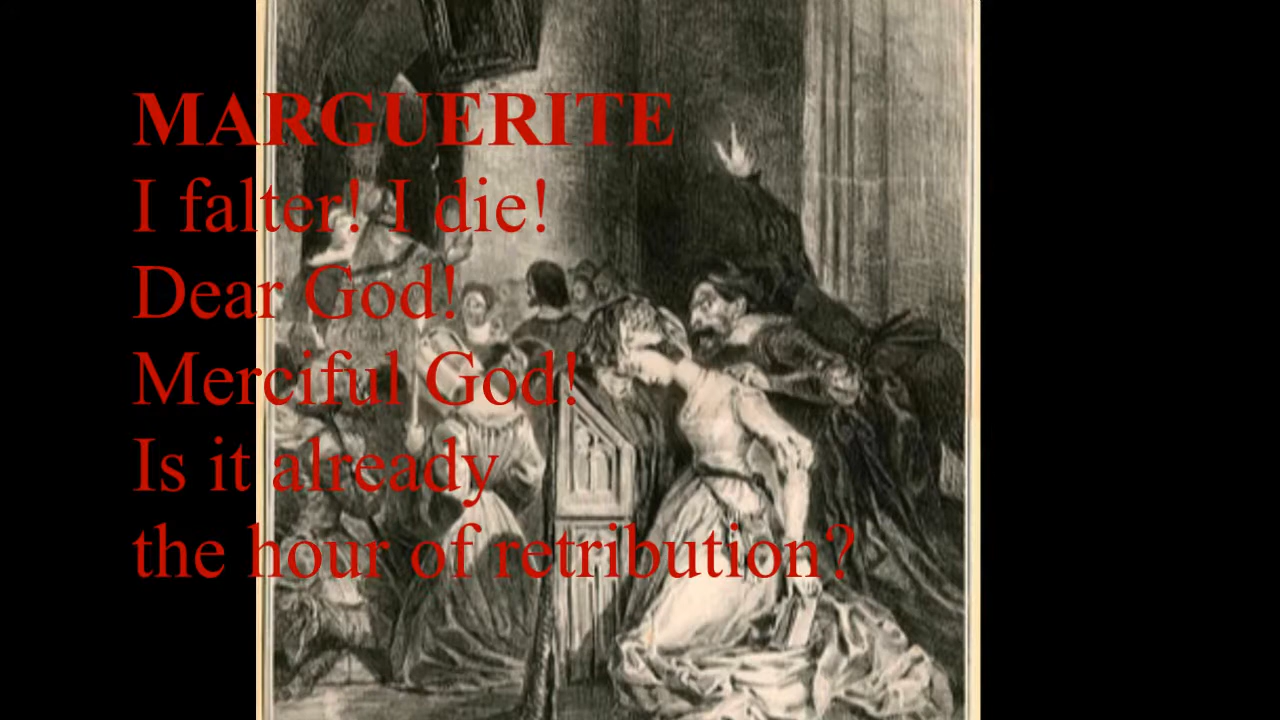 MARGUERITE
I falter! I die!
Dear God!
Merciful God!
Is it already
the hour of retribution?